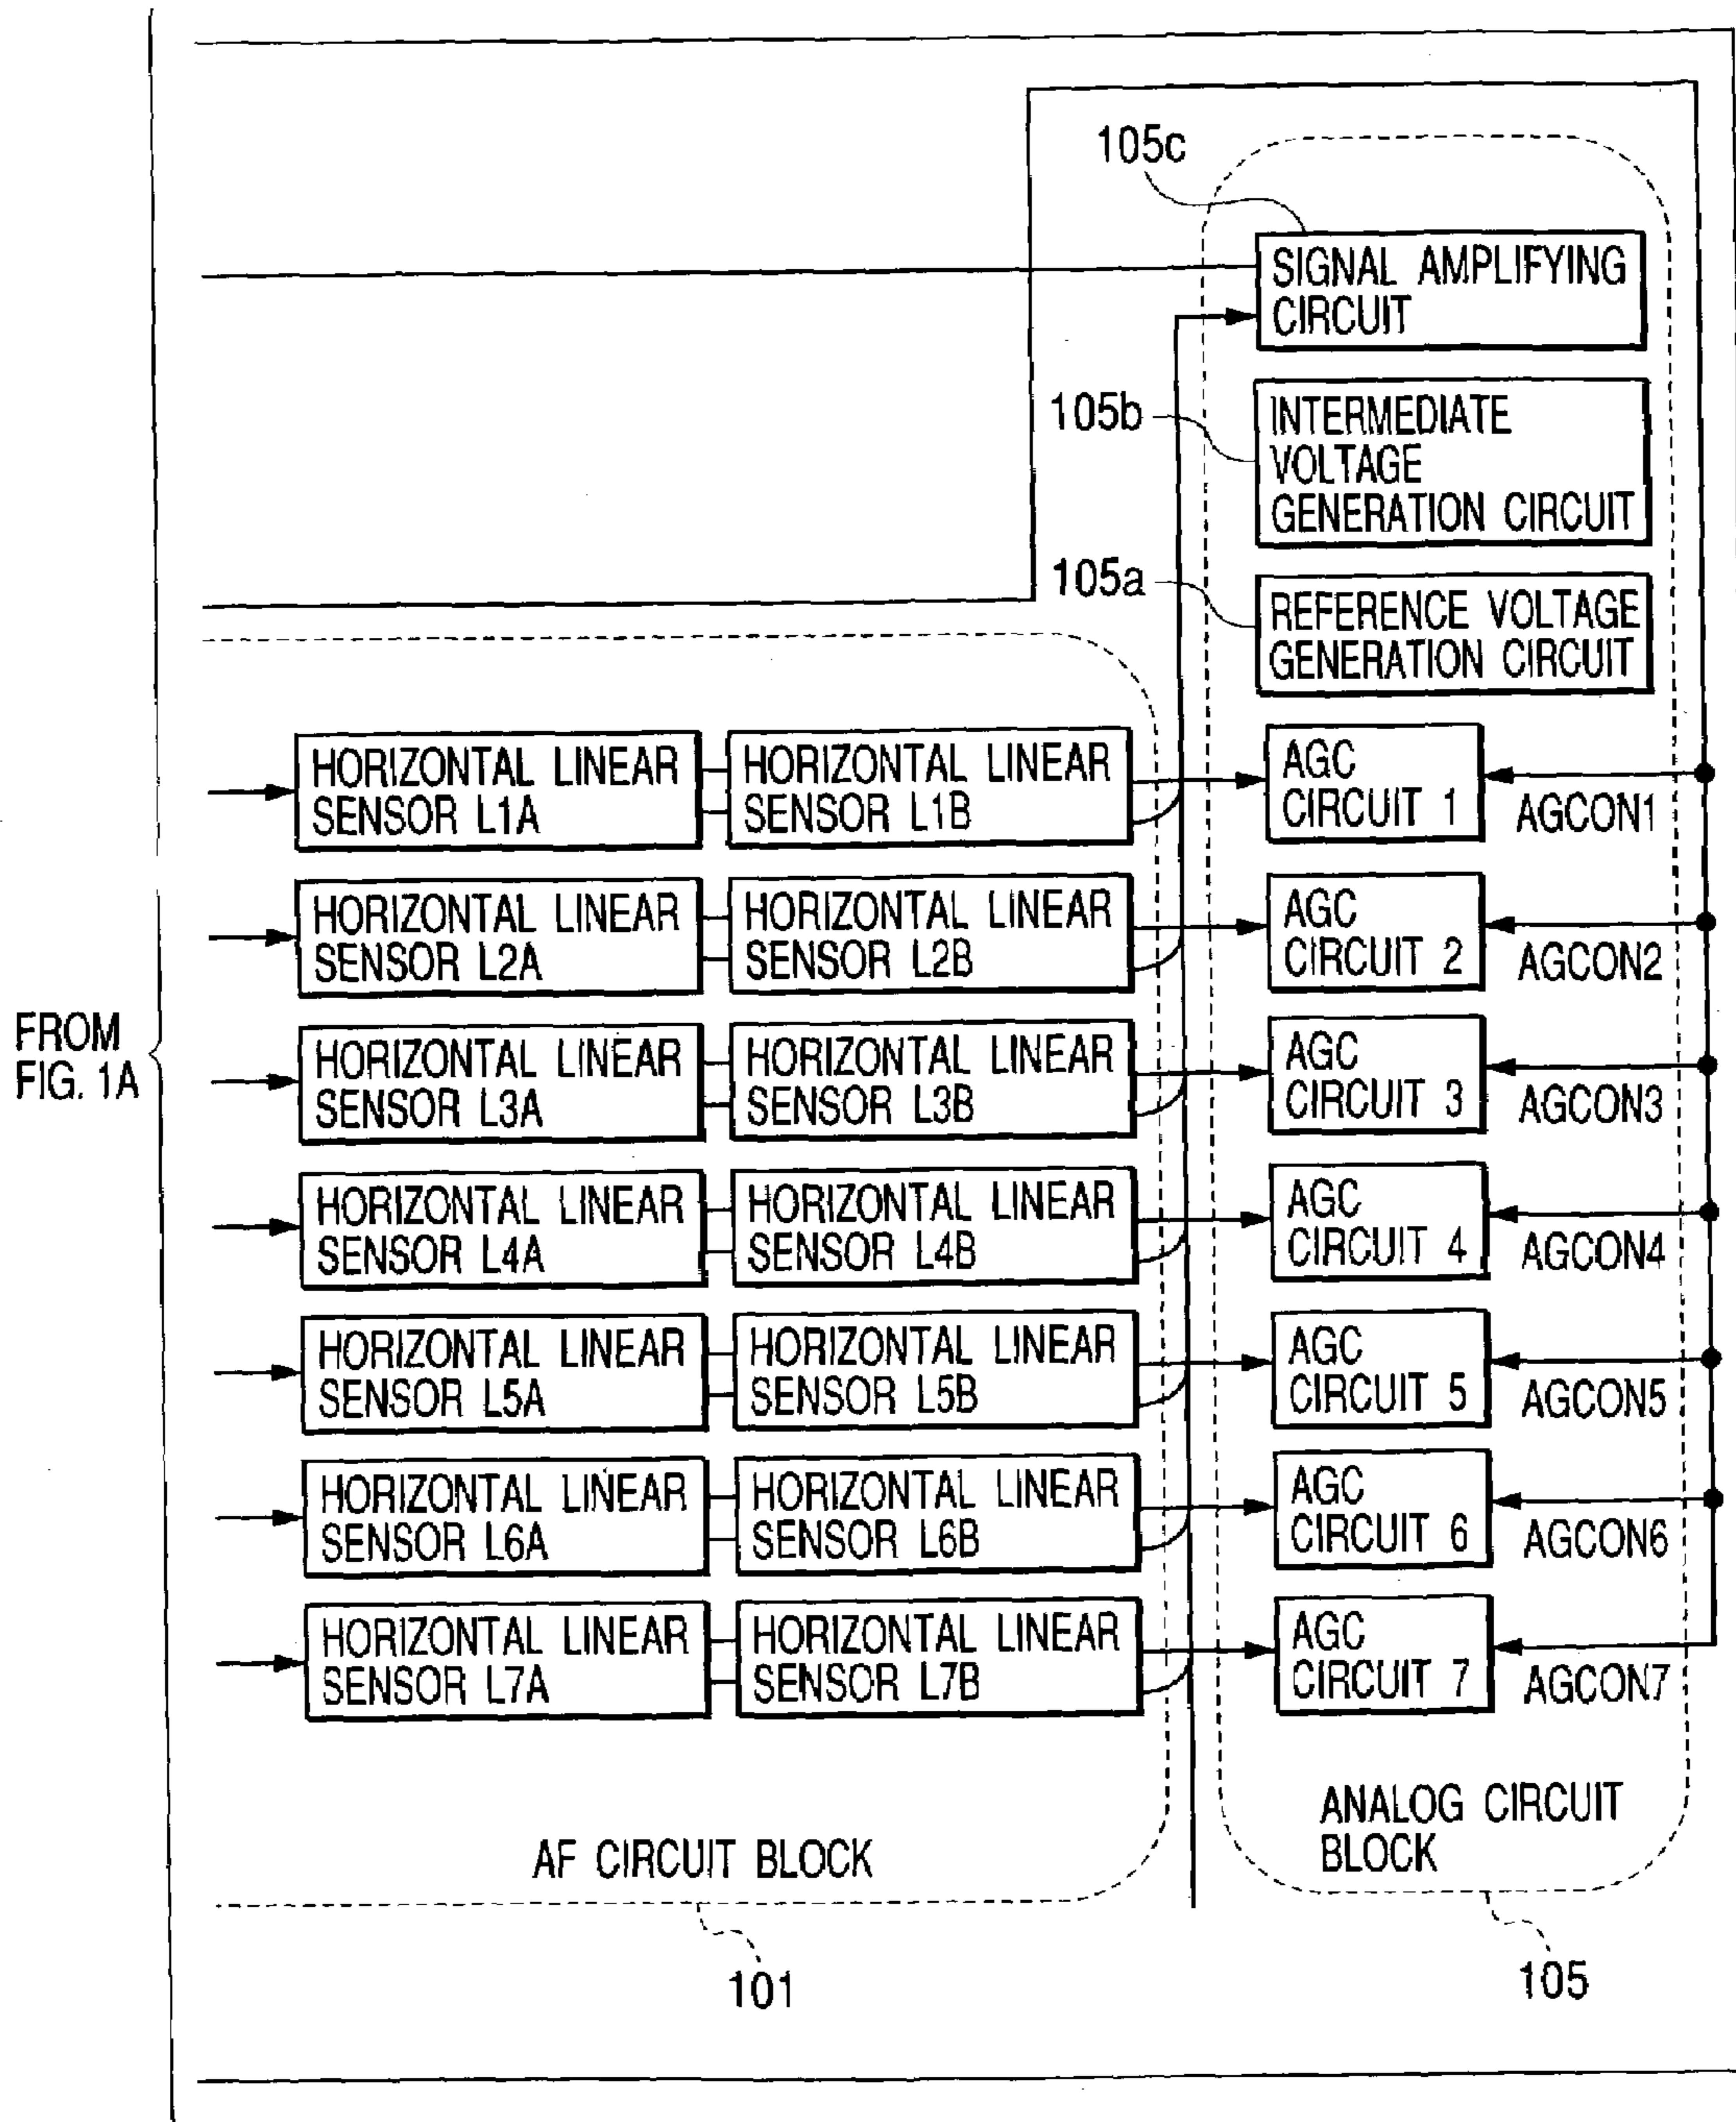 105c
SIGNAL AMPLIFYING
CIRCUIT
105b
INTERMEDIATE
VOLTAGE
GENERATION CIRCUIT
105a
REFERENCE VOLTAGE
GENERATION CIRCUIT
HORIZONTAL LINEAR
SENSOR L1A
HORIZONTAL LINEAR
SENSOR L1B
AGC
CIRCUIT 1
AGCON1
HORIZONTAL LINEAR
SENSOR L2A
HORIZONTAL LINEAR
SENSOR L2B
AGC
CIRCUIT 2
AGCON2
FROM
FIG. 1A
HORIZONTAL LINEAR
SENSOR L3A
HORIZONTAL LINEAR
SENSOR L3B
AGC
CIRCUIT 3
AGCON3
HORIZONTAL LINEAR
SENSOR L4A
HORIZONTAL LINEAR
SENSOR L4B
AGC
CIRCUIT 4
AGCON4
HORIZONTAL LINEAR
SENSOR L5A
HORIZONTAL LINEAR
SENSOR L5B
AGC
CIRCUIT 5
AGCON5
HORIZONTAL LINEAR
SENSOR L6A
HORIZONTAL LINEAR
SENSOR L6B
AGC
CIRCUIT 6
AGCON6
HORIZONTAL LINEAR
SENSOR L7A
HORIZONTAL LINEAR
SENSOR L7B
AGC
CIRCUIT 7
AGCON7
AF CIRCUIT BLOCK
ANALOG CIRCUIT
BLOCK
101
105